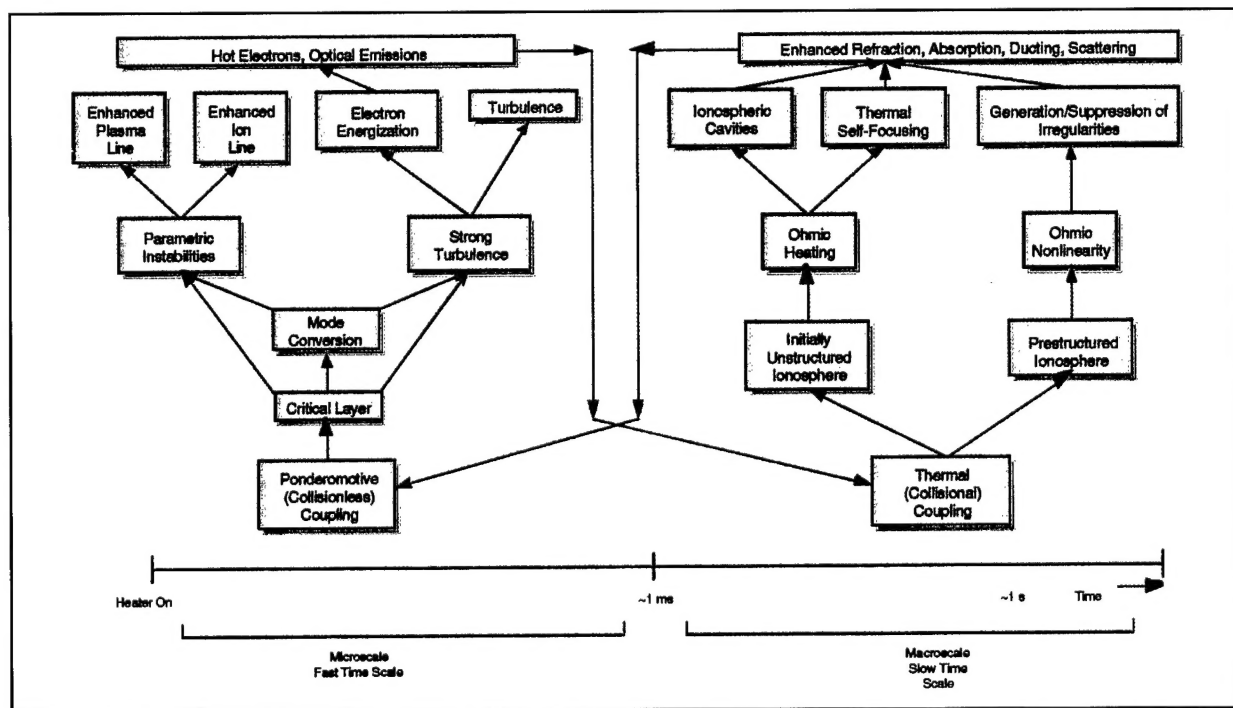 Hot Electrons, Optical Emissions
Enhanced Refraction, Absorption, Ducting, Scattering
Enhanced
Plasma
Line
Enhanced
Ion
Line
Electron
Energization
Turbulence
Ionospheric
Cavities
Thermal
Self-Focusing
Generation/Suppression of
Irregularities
Parametric
Instabilities
Strong
Turbulence
Ohmic
Heating
Ohmic
Nonlinearity
Mode
Conversion
Initially
Unstructured
Ionosphere
Prestructured
Ionosphere
Critical Layer
Ponderomotive
(Collisionless)
Coupling
Thermal
(Collisional)
Coupling
Heater On
~1 ms
~1 s
Time
Microscale
Fast Time Scale
Macroscale
Slow Time
Scale